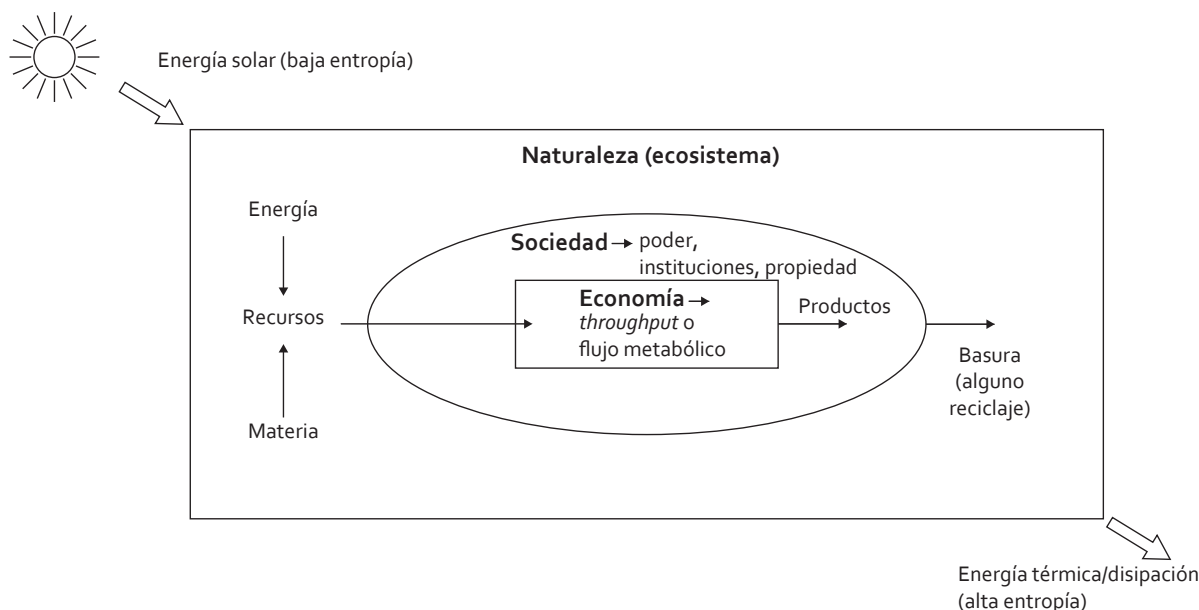 Energía solar (baja entropía)
Naturaleza (ecosistema)
Energía
Recursos
Materia
Sociedad → poder,
instituciones, propiedad
Economía →
throughput o
flujo metabólico
Productos
Basura
(alguno
reciclaje)
Energía térmica/disipación
(alta entropía)